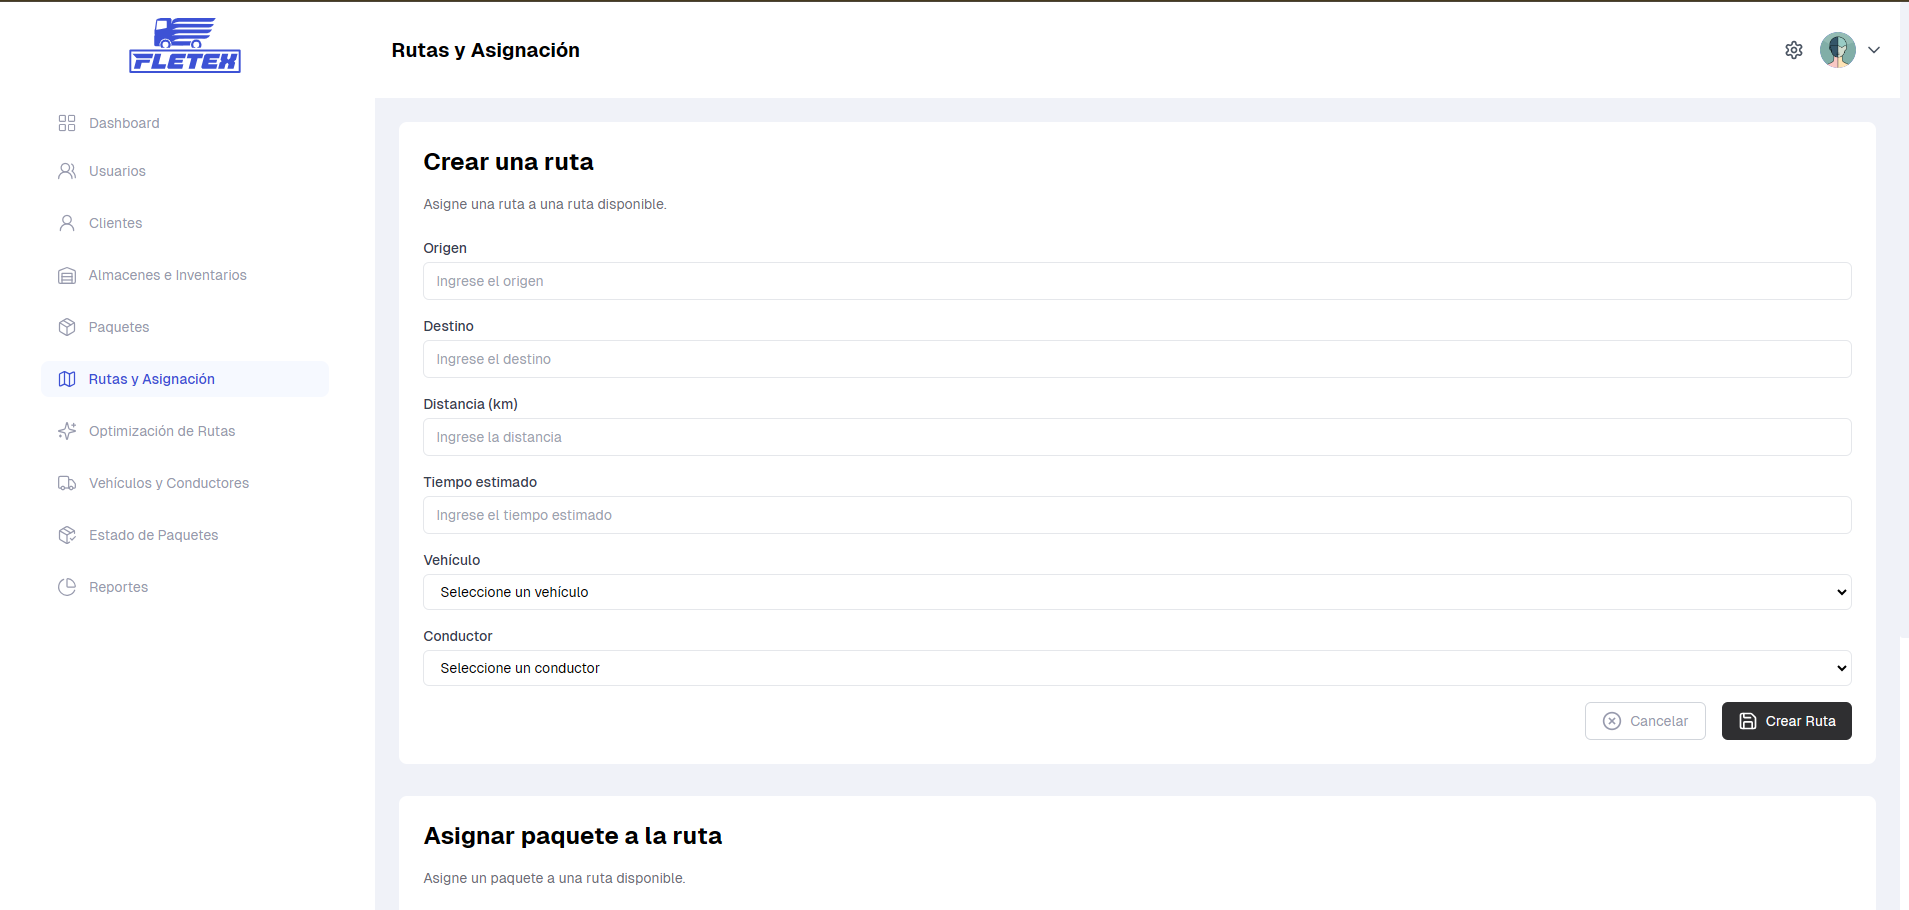 FLETEX
Rutas y Asignación
Dashboard
Usuarios
Clientes
Almacenes e Inventarios
Paquetes
Rutas y Asignación
Optimización de Rutas
Vehículos y Conductores
Estado de Paquetes
Reportes
Crear una ruta
Asigne una ruta a una ruta disponible.
Origen
Ingrese el origen
Destino
Ingrese el destino
Distancia (km)
Ingrese la distancia
Tiempo estimado
Ingrese el tiempo estimado
Vehículo
Seleccione un vehículo
Conductor
Seleccione un conductor
Cancelar
Crear Ruta
Asignar paquete a la ruta
Asigne un paquete a una ruta disponible.